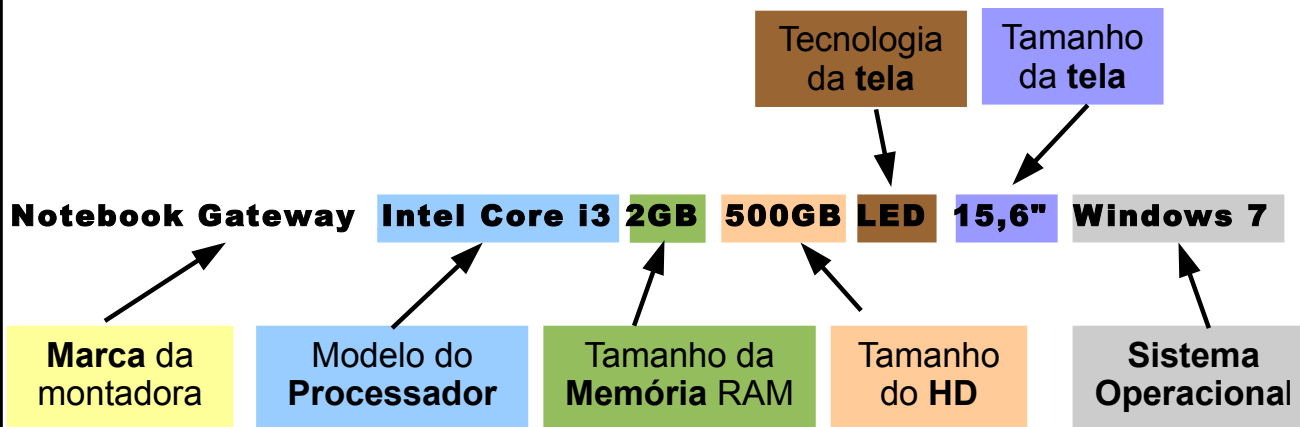 Tecnologia
da tela
Tamanho
da tela
Notebook Gateway Intel Core i3 2GB 500GB LED 15,6" Windows 7
Marca da
montadora
Modelo do
Processador
Tamanho da
Memória RAM
Tamanho
do HD
Sistema
Operacional